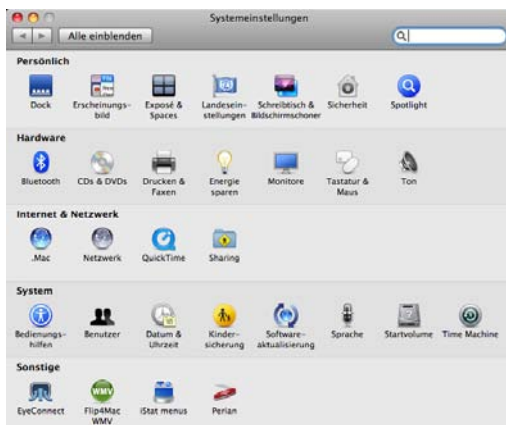 Systemeinstellungen
Alle einblenden
Persönlich
Dock
Erscheinungs-
bild
Exposé &
Spaces
Landesein-
stellungen
Schreibtisch &
Bildschirmschoner
Sicherheit
Spotlight
Hardware
Bluetooth
CDs & DVDs
Drucken &
Faxen
Energie
sparen
Monitore
Tastatur &
Maus
Ton
Internet & Netzwerk
.Mac
Netzwerk
QuickTime
Sharing
System
Bedienungs-
hilfen
Benutzer
Datum &
Uhrzeit
Kinder-
sicherung
Software-
aktualisierung
Sprache
Startvolume
Time Machine
Sonstige
EyeConnect
WMV
Flip4Mac
WMV
iStat menus
Perian